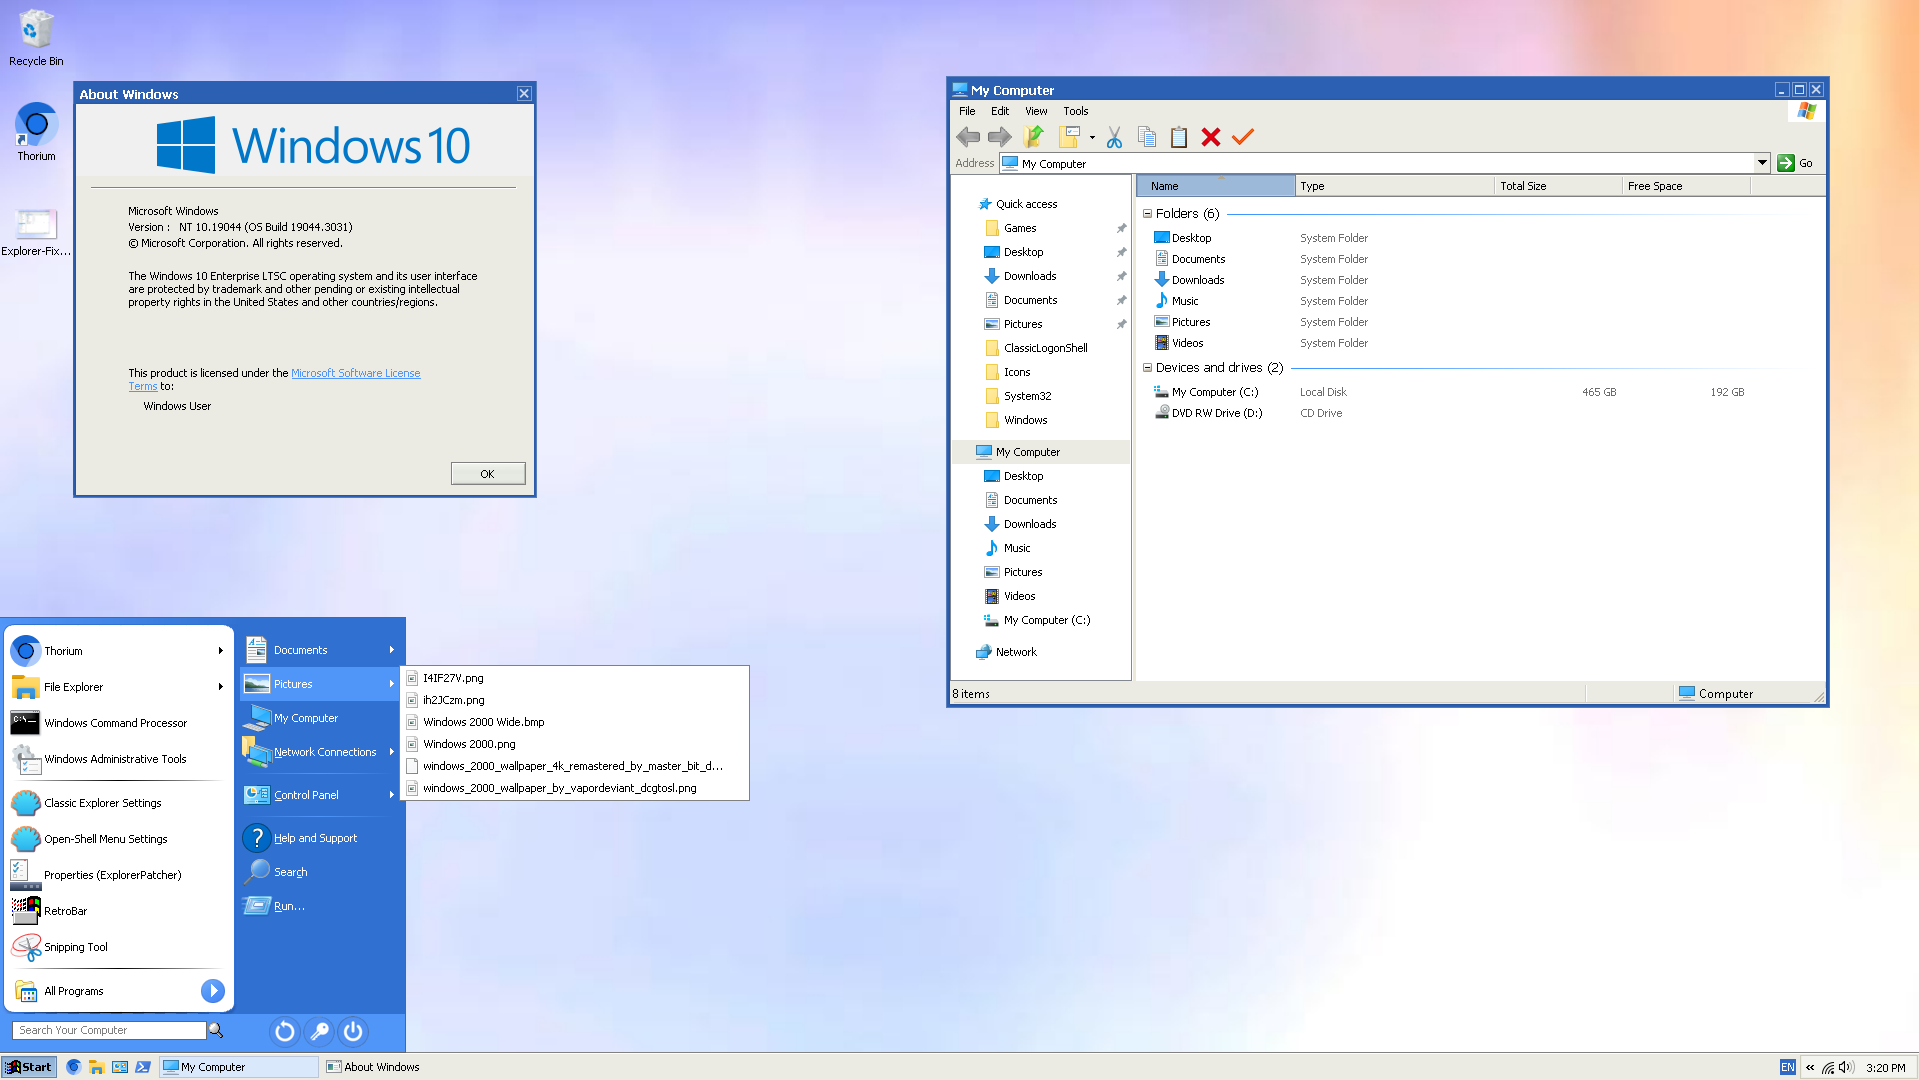 Recycle Bin
Thorium
Explorer-Fix...
About Windows
Windows 10
Microsoft Windows
Version : NT 10.19044 (OS Build 19044.3031)
© Microsoft Corporation. All rights reserved.
The Windows 10 Enterprise LTSC operating system and its user interface
are protected by trademark and other pending or existing intellectual
property rights in the United States and other countries/regions.
This product is licensed under the Microsoft Software License
Terms to:
Windows User
OK
My Computer
File Edit View Tools
Address My Computer Go
Quick access
Games
Desktop
Downloads
Documents
Pictures
ClassicLogonShell
Icons
System32
Windows
My Computer
Desktop
Documents
Downloads
Music
Pictures
Videos
My Computer (C:)
Network
Name Type Total Size Free Space
Folders (6)
Desktop System Folder
Documents System Folder
Downloads System Folder
Music System Folder
Pictures System Folder
Videos System Folder
Devices and drives (2)
My Computer (C:) Local Disk 465 GB 192 GB
DVD RW Drive (D:) CD Drive
8 items Computer
Thorium
File Explorer
C:\
Windows Command Processor
Windows Administrative Tools
Classic Explorer Settings
Open-Shell Menu Settings
Properties (ExplorerPatcher)
RetroBar
Snipping Tool
All Programs
Search Your Computer
Documents
Pictures
My Computer
Network Connections
Control Panel
Help and Support
Search
Run...
I4IF27V.png
ih2JCzm.png
Windows 2000 Wide.bmp
Windows 2000.png
windows_2000_wallpaper_4k_remastered_by_master_bit_d...
windows_2000_wallpaper_by_vapordeviant_dcgtosl.png
Start My Computer About Windows EN « 3:20 PM